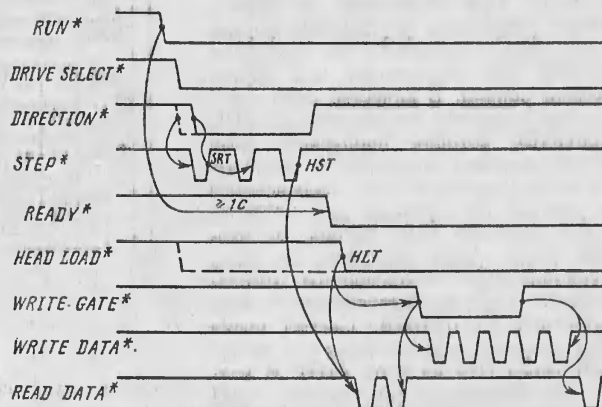 RUN*
DRIVE SELECT*
DIRECTION*
STEP*
SRT
HST
READY*
≥1C
HEAD LOAD*
HLT
WRITE-GATE*
WRITE DATA*.
READ DATA*